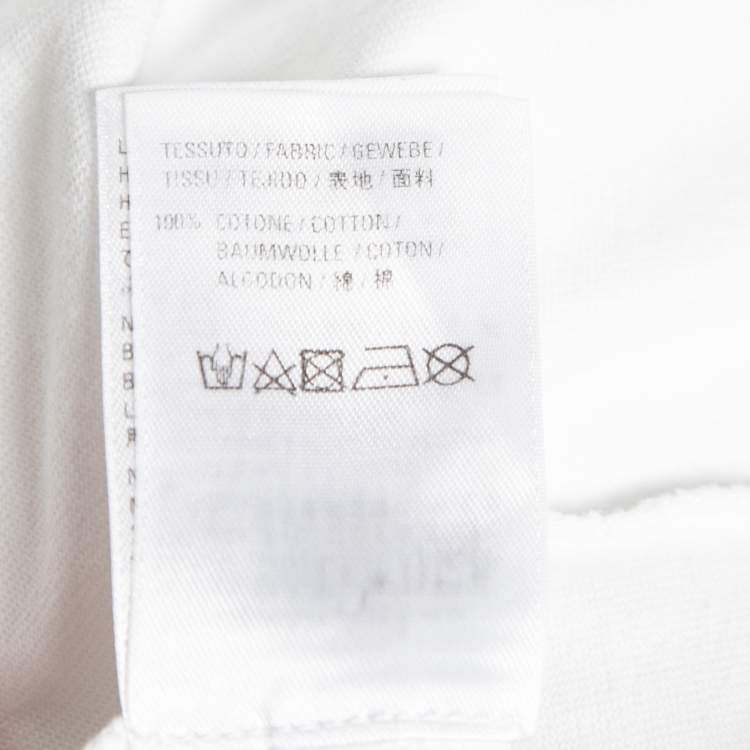 TESSUTO / FABRIC / GEWEBE /
TISSU / TEJIDO / 表地 / 面料
100% COTONE / COTTON /
BAUMWOLLE / COTON /
ALGODON / 綿 / 棉